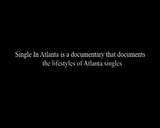 Single In Atlanta is a documentary that documents
the lifestyles of Atlanta singles